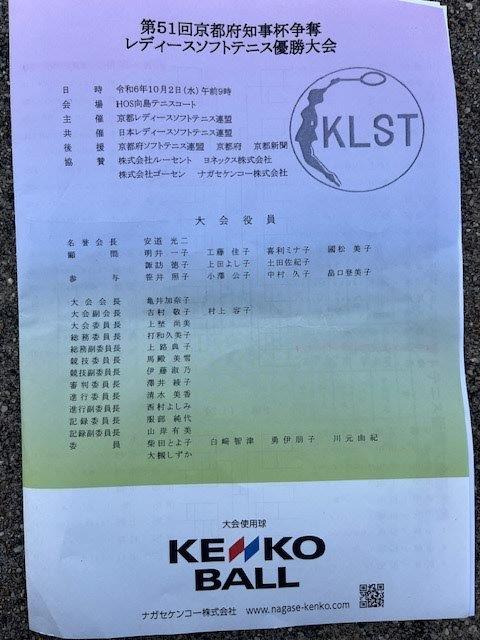 第51回京都府知事杯争奪
レディースソフトテニス優勝大会
日　時　令和6年10月2日(水)午前9時
会　場　HOS向島テニスコート
主　催　京都レディースソフトテニス連盟
共　催　日本レディースソフトテニス連盟
後　援　京都府ソフトテニス連盟　京都府　京都新聞
協　賛　株式会社ルーセント　ヨネックス株式会社
株式会社ゴーセン　ナガセケンコー株式会社
KLST
大会役員
名誉会長　安道 光二
顧　問　明井 一子　工藤 佳子　喜利ミナ子　國松 美子
諏訪 徳子　上田よし子　土田佐紀子
参　与　笹井 照子　小澤 公子　中村 久子　畠口登美子
大会会長　亀井加奈子
大会副会長　吉村 敬子　村上 容子
大会委員長　上埜 尚美
総務委員長　打和久美子
総務副委員長　上路 典子
競技委員長　馬殿 美雪
競技副委員長　伊藤 淑乃
審判委員長　澤井 綾子
進行委員長　清水 美香
進行副委員長　西村よしみ
記録委員長　服部 純代
記録副委員長　山岸 有美
委　員　柴田とよ子　白﨑 智津　勇伊朋子　川元由紀
大槻しずか
大会使用球
KENKO
BALL
ナガセケンコー株式会社　www.nagase-kenko.com